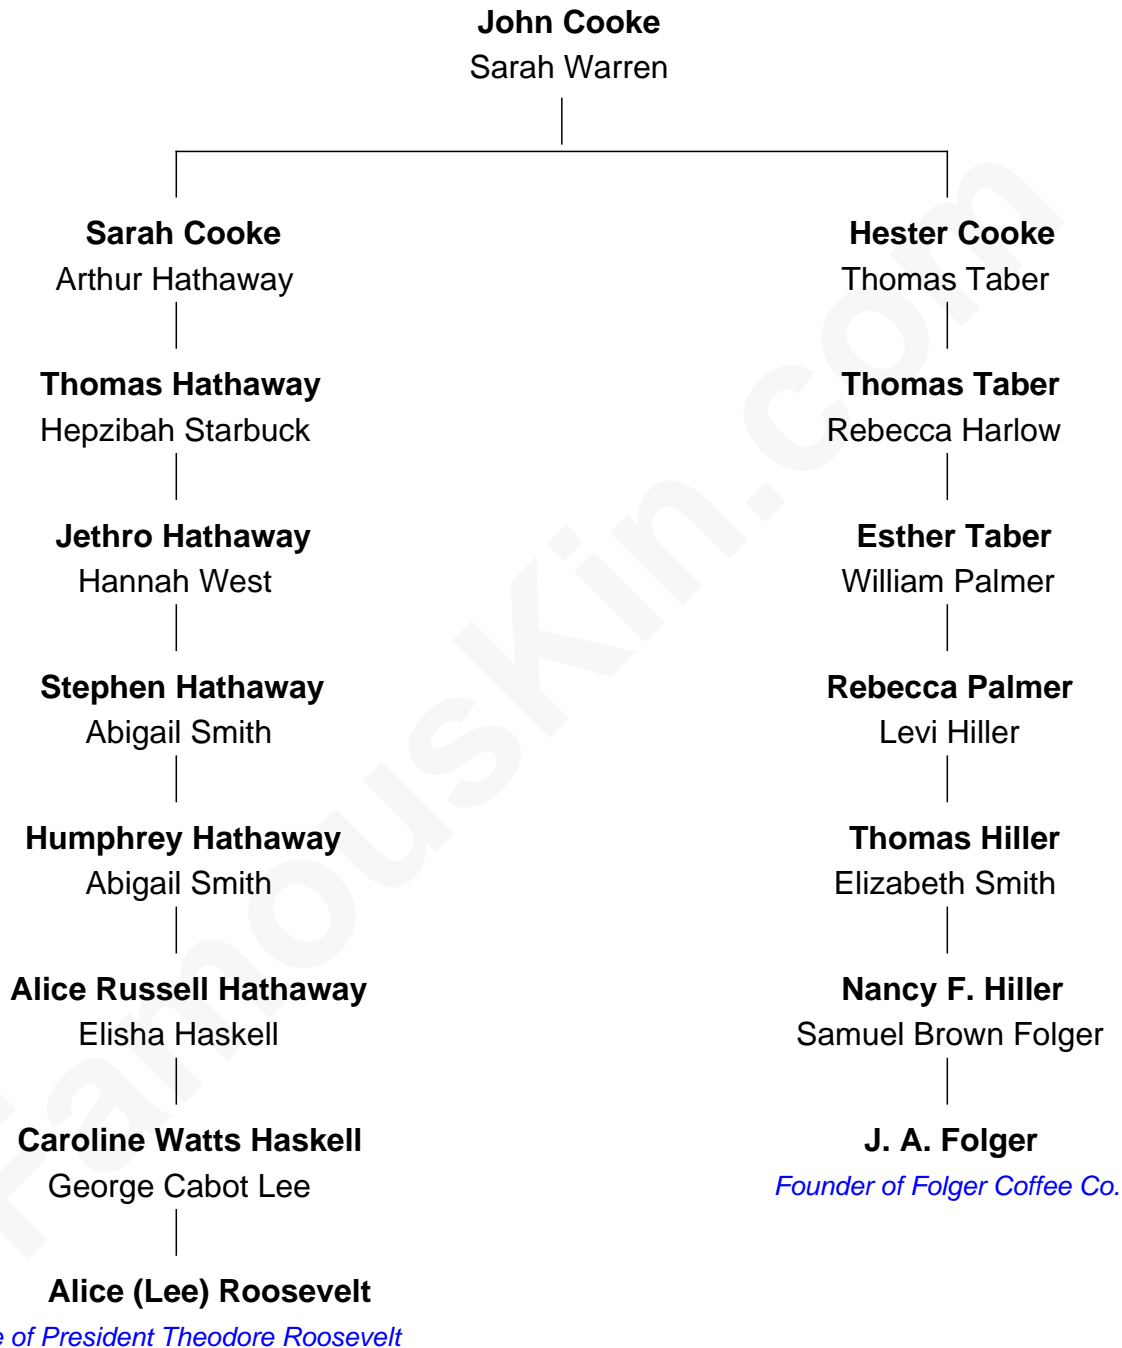 John Cooke
Sarah Warren
Sarah Cooke
Arthur Hathaway
Hester Cooke
Thomas Taber
Thomas Hathaway
Hepzibah Starbuck
Thomas Taber
Rebecca Harlow
Jethro Hathaway
Hannah West
Esther Taber
William Palmer
Stephen Hathaway
Abigail Smith
Rebecca Palmer
Levi Hiller
Humphrey Hathaway
Abigail Smith
Thomas Hiller
Elizabeth Smith
Alice Russell Hathaway
Elisha Haskell
Nancy F. Hiller
Samuel Brown Folger
Caroline Watts Haskell
George Cabot Lee
J. A. Folger
Founder of Folger Coffee Co.
Alice (Lee) Roosevelt
of President Theodore Roosevelt
FamousKin.com